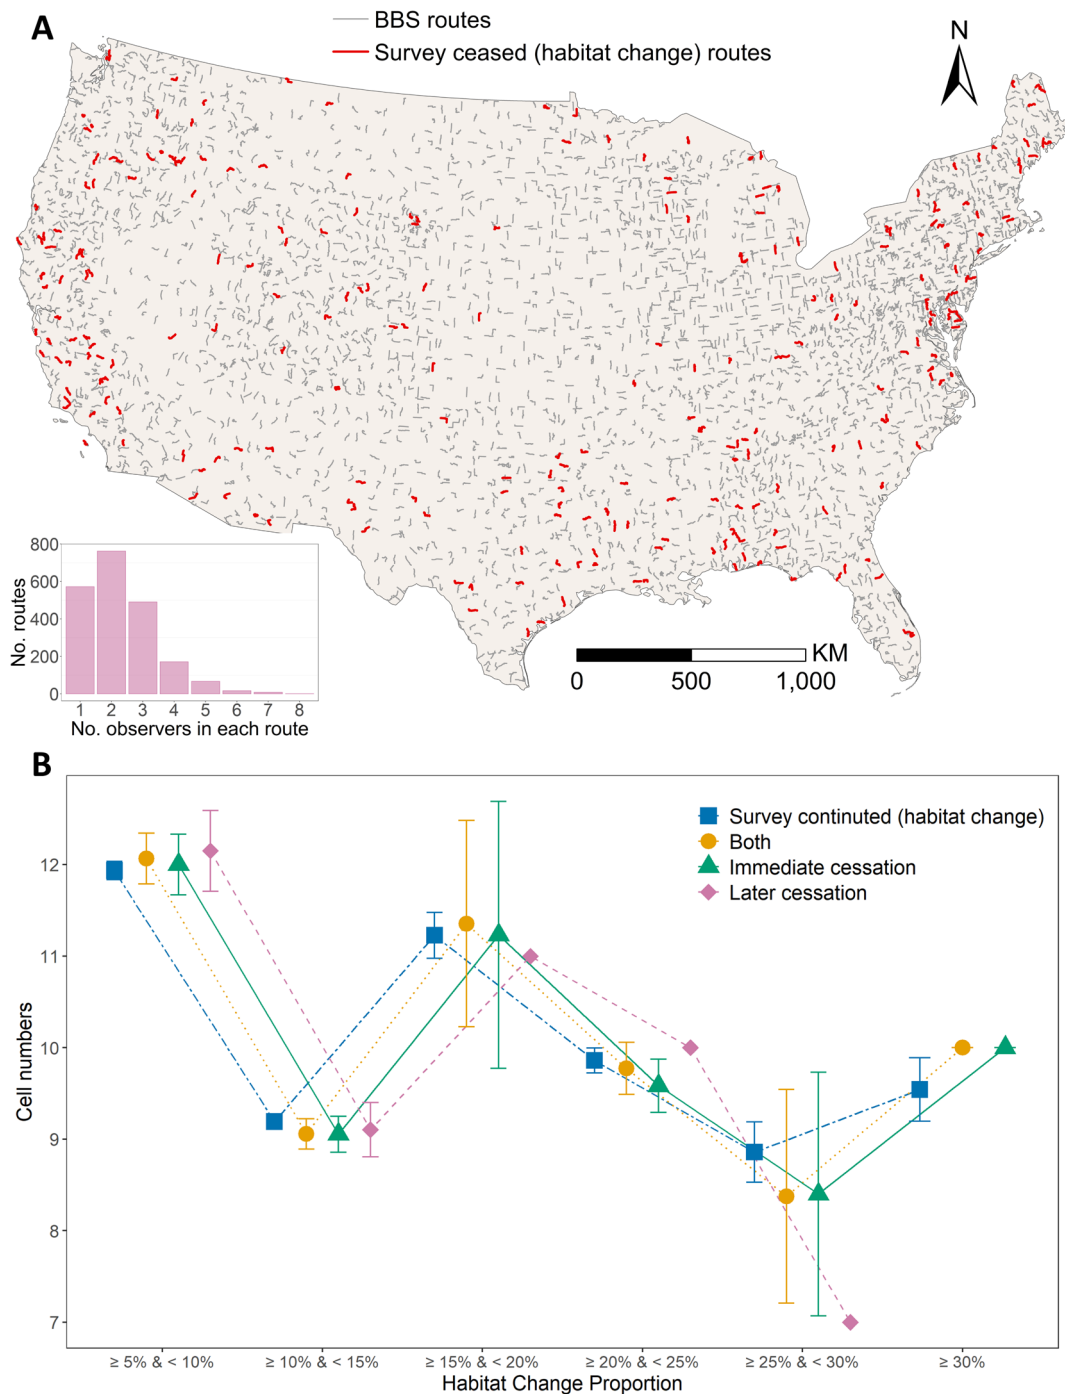 A
BBS routes
Survey ceased (habitat change) routes
N
800
600
400
200
0
No. routes
1 2 3 4 5 6 7 8
No. observers in each route
KM
0 500 1,000
B
Survey continuted (habitat change)
Both
Immediate cessation
Later cessation
12
11
10
9
8
7
Cell numbers
≥ 5% & < 10% ≥ 10% & < 15% ≥ 15% & < 20% ≥ 20% & < 25% ≥ 25% & < 30% ≥ 30%
Habitat Change Proportion